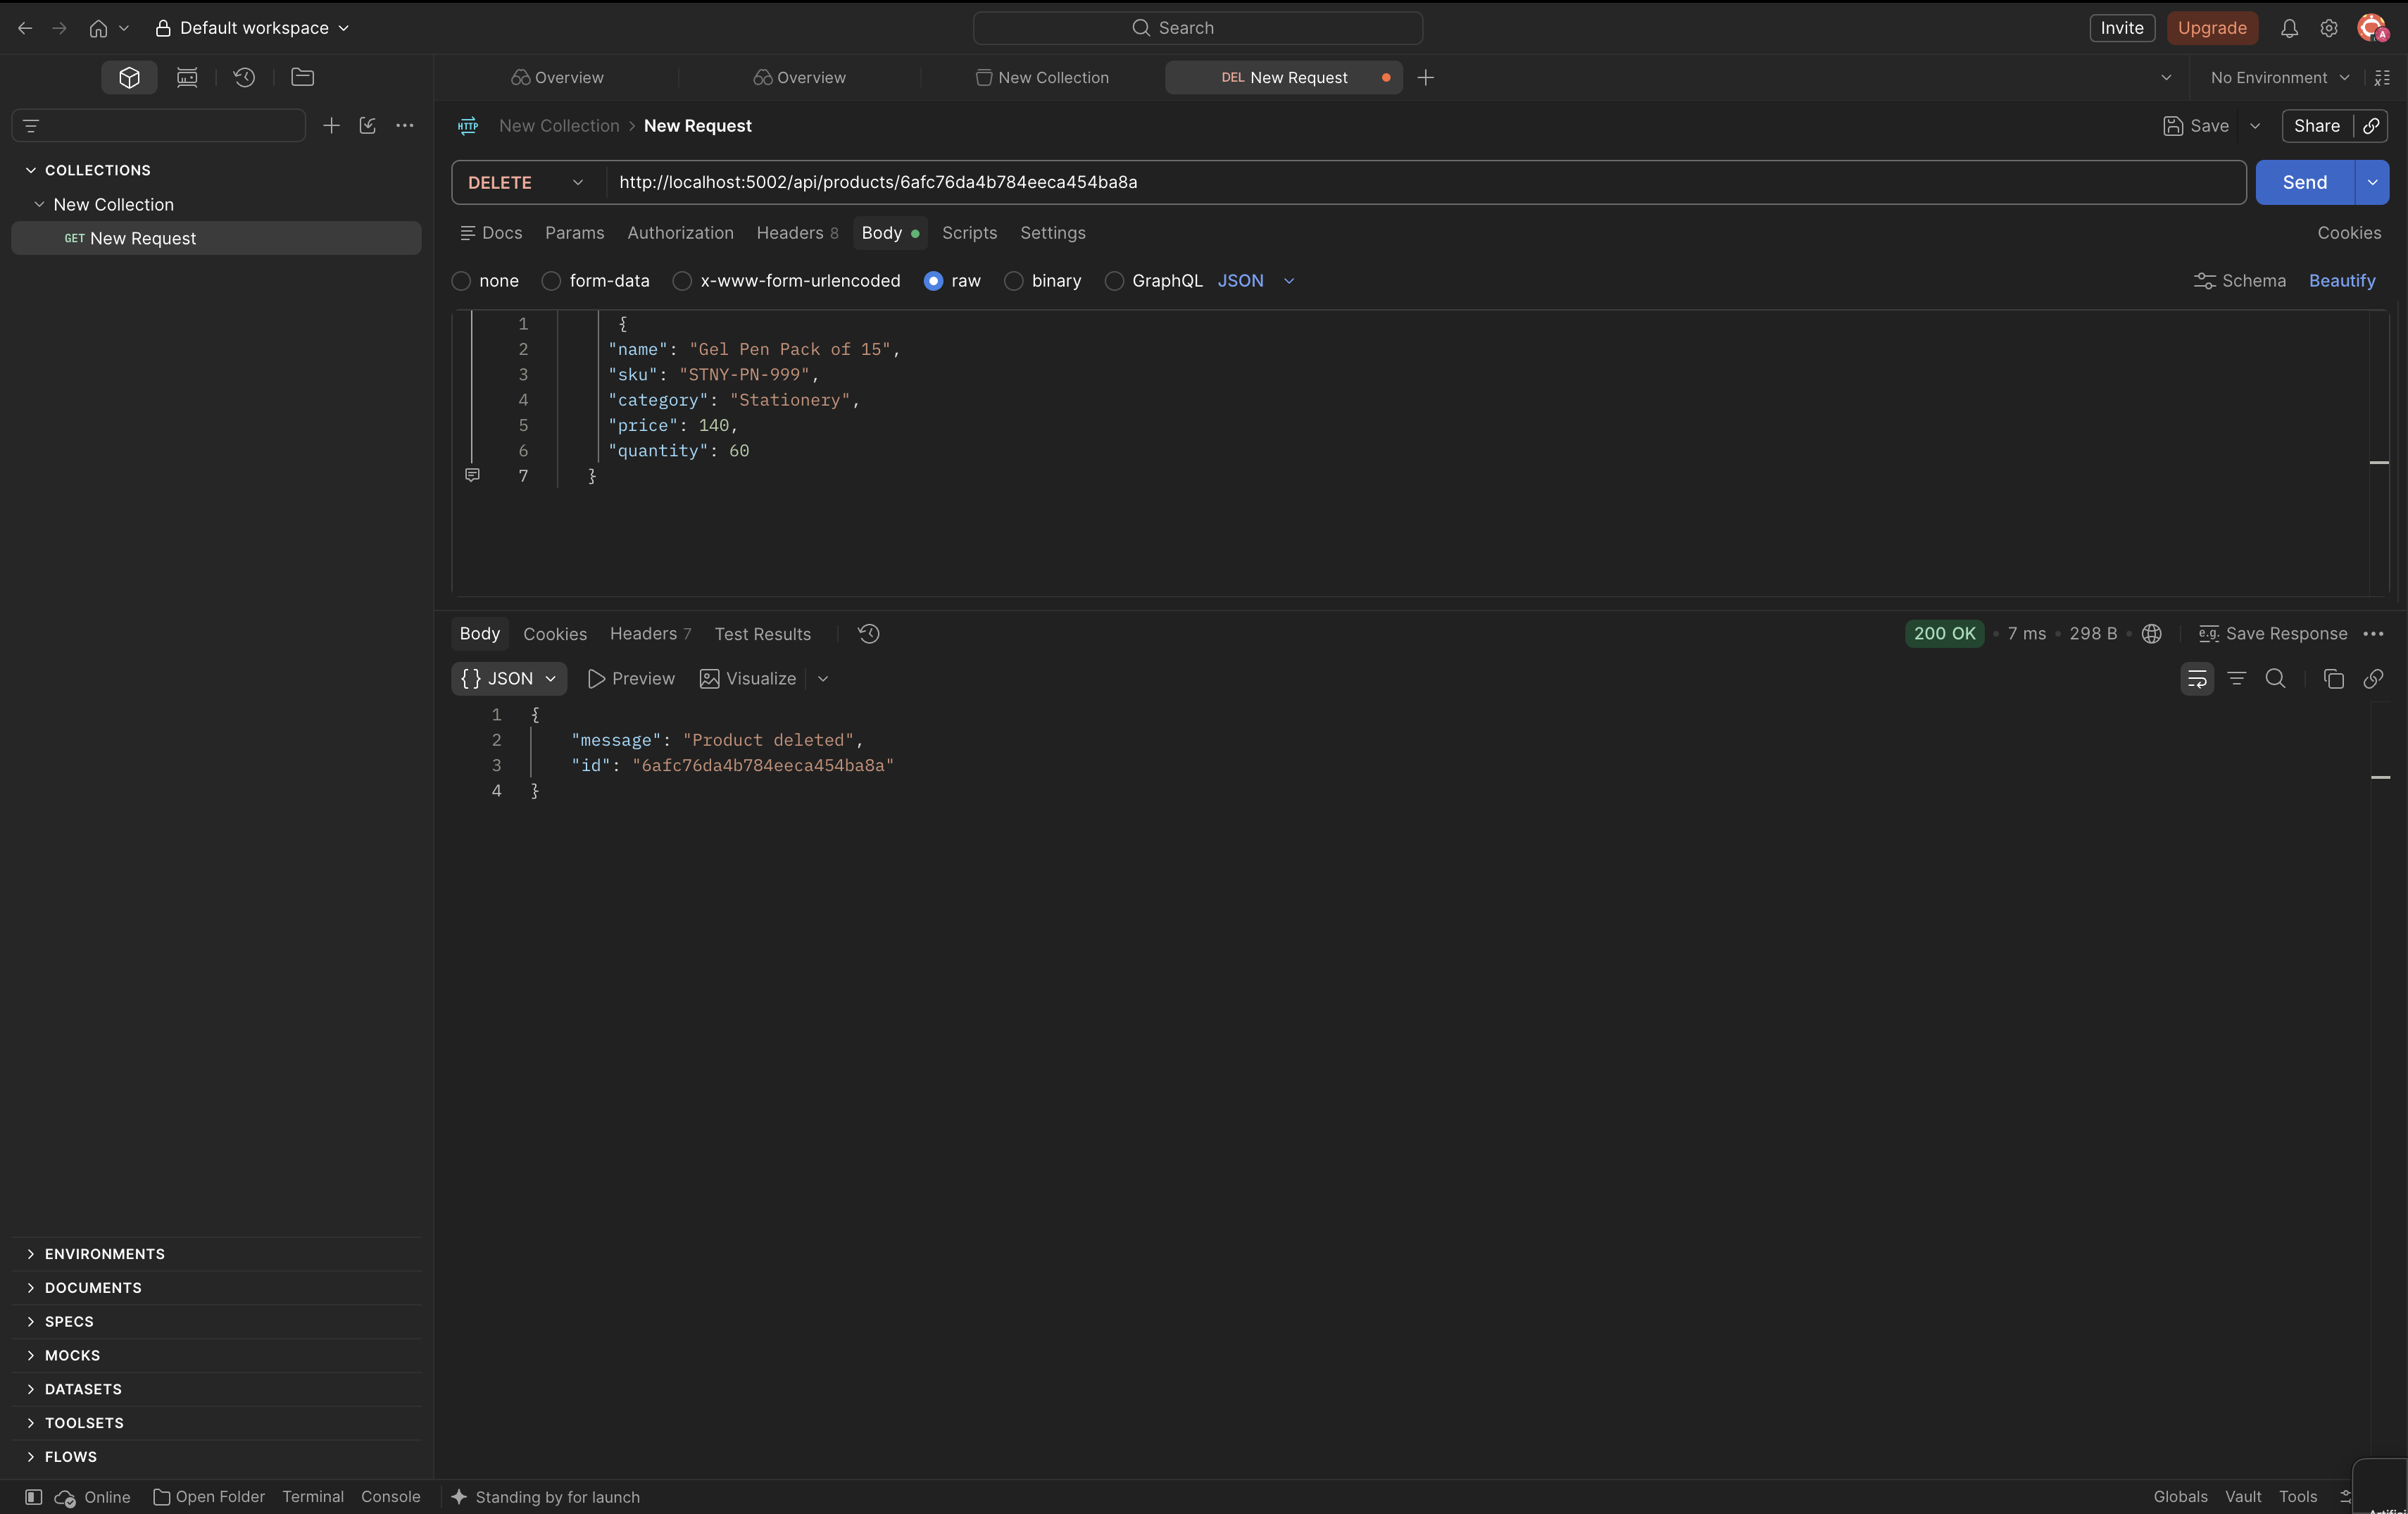 Default workspace
Search
Invite
Upgrade
A
Overview
Overview
New Collection
DEL New Request
No Environment
HTTP
New Collection > New Request
Save
Share
COLLECTIONS
New Collection
GET New Request
DELETE
http://localhost:5002/api/products/6afc76da4b784eeca454ba8a
Send
Docs
Params
Authorization
Headers 8
Body
Scripts
Settings
Cookies
none
form-data
x-www-form-urlencoded
raw
binary
GraphQL
JSON
Schema
Beautify
1 {
2 "name": "Gel Pen Pack of 15",
3 "sku": "STNY-PN-999",
4 "category": "Stationery",
5 "price": 140,
6 "quantity": 60
7 }
Body
Cookies
Headers 7
Test Results
200 OK
7 ms
298 B
e.g. Save Response
{} JSON
Preview
Visualize
1 {
2 "message": "Product deleted",
3 "id": "6afc76da4b784eeca454ba8a"
4 }
ENVIRONMENTS
DOCUMENTS
SPECS
MOCKS
DATASETS
TOOLSETS
FLOWS
Online
Open Folder
Terminal
Console
Standing by for launch
Globals
Vault
Tools